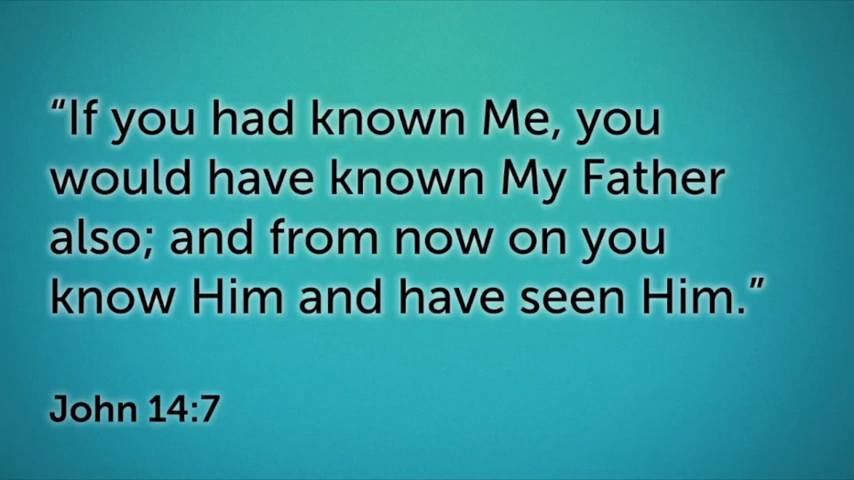 “If you had known Me, you
would have known My Father
also; and from now on you
know Him and have seen Him.”
John 14:7